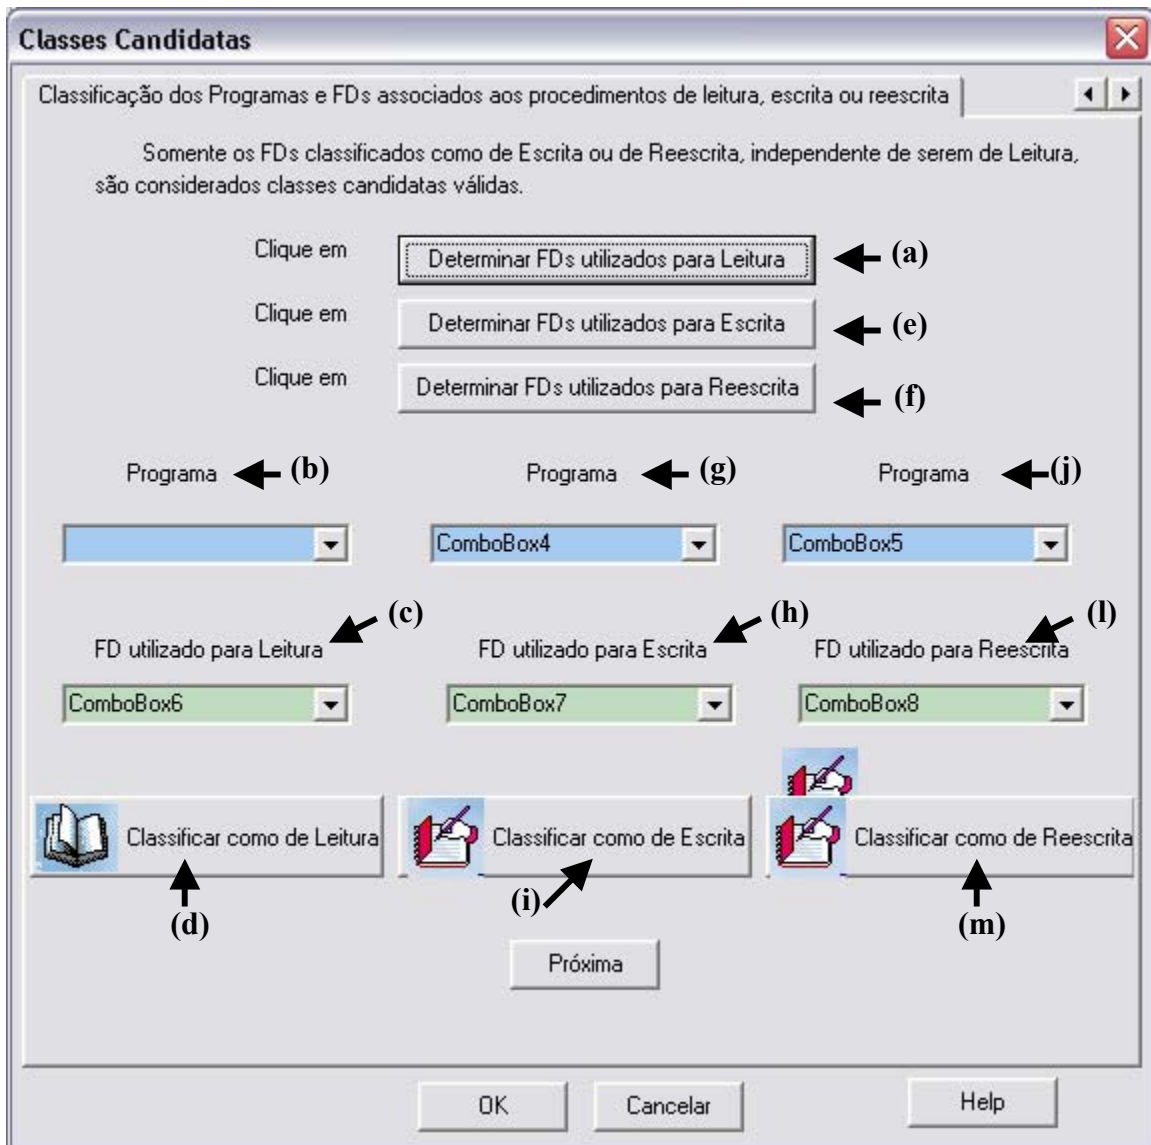 Classes Candidatas
Classificação dos Programas e FDs associados aos procedimentos de leitura, escrita ou reescrita
Somente os FDs classificados como de Escrita ou de Reescrita, independente de serem de Leitura,
são considerados classes candidatas válidas.
Clique em Determinar FDs utilizados para Leitura (a)
Clique em Determinar FDs utilizados para Escrita (e)
Clique em Determinar FDs utilizados para Reescrita (f)
Programa (b) Programa (g) Programa (j)
ComboBox4 ComboBox5
(c) (h) (l)
FD utilizado para Leitura FD utilizado para Escrita FD utilizado para Reescrita
ComboBox6 ComboBox7 ComboBox8
Classificar como de Leitura Classificar como de Escrita Classificar como de Reescrita
(d) (i) (m)
Próxima
OK Cancelar Help